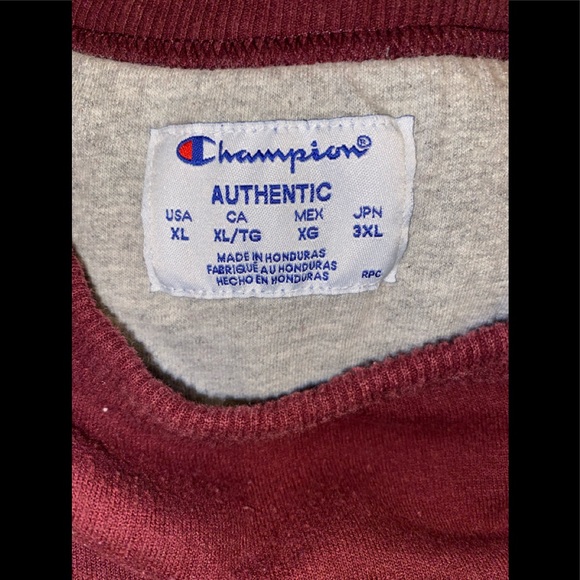 Champion®
AUTHENTIC
USA CA MEX JPN
XL XL/TG XG 3XL
MADE IN HONDURAS
FABRIQUÉ AU HONDURAS
HECHO EN HONDURAS
RPC